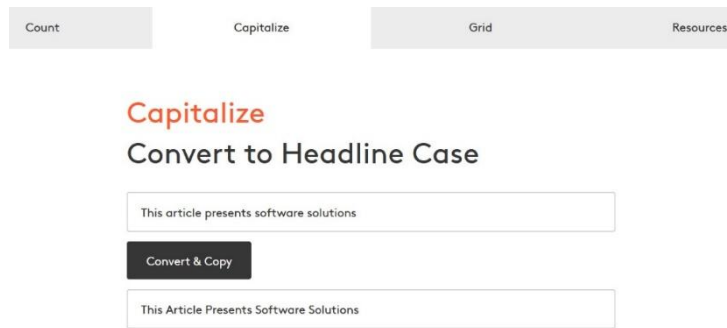 Count Capitalize Grid Resources
Capitalize
Convert to Headline Case
This article presents software solutions
Convert & Copy
This Article Presents Software Solutions